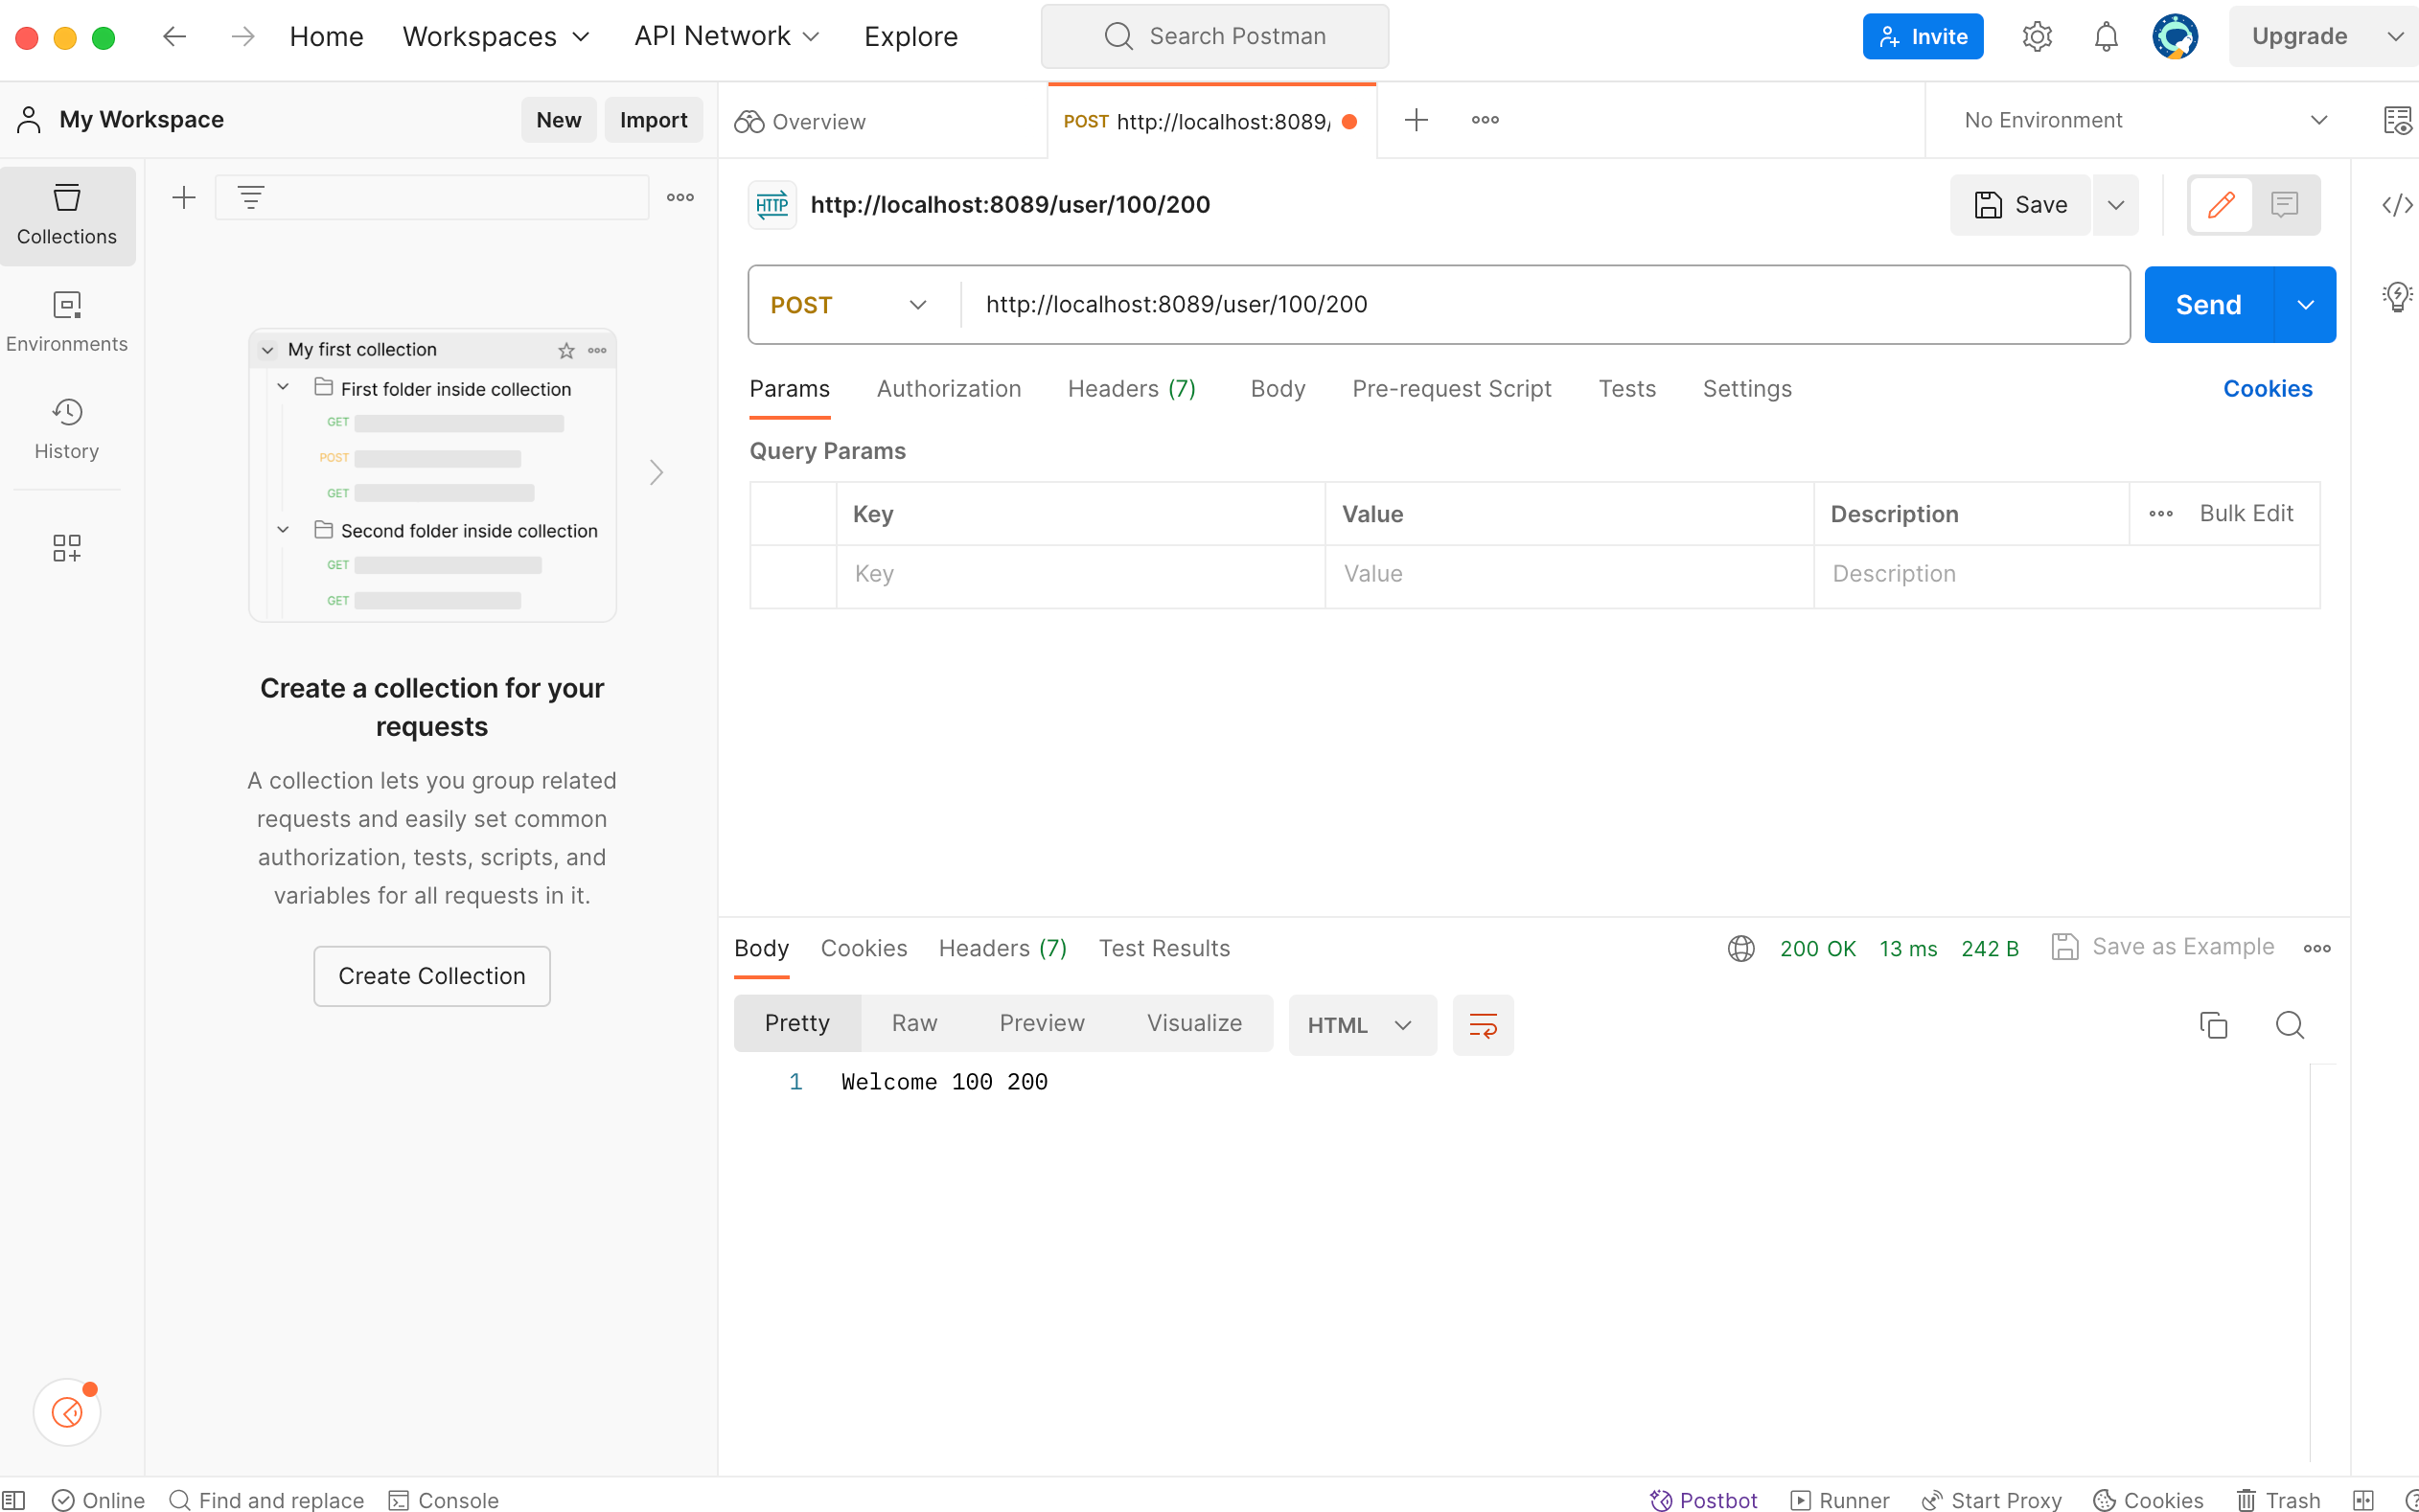 Home Workspaces API Network Explore Search Postman Invite Upgrade
My Workspace New Import Overview POST http://localhost:8089/ No Environment
Collections
Environments
History
My first collection
First folder inside collection
GET
POST
GET
Second folder inside collection
GET
GET
Create a collection for your
requests
A collection lets you group related
requests and easily set common
authorization, tests, scripts, and
variables for all requests in it.
Create Collection
HTTP http://localhost:8089/user/100/200 Save
POST http://localhost:8089/user/100/200 Send
Params Authorization Headers (7) Body Pre-request Script Tests Settings Cookies
Query Params
Key Value Description Bulk Edit
Key Value Description
Body Cookies Headers (7) Test Results 200 OK 13 ms 242 B Save as Example
Pretty Raw Preview Visualize HTML
1 Welcome 100 200
Online Find and replace Console Postbot Runner Start Proxy Cookies Trash